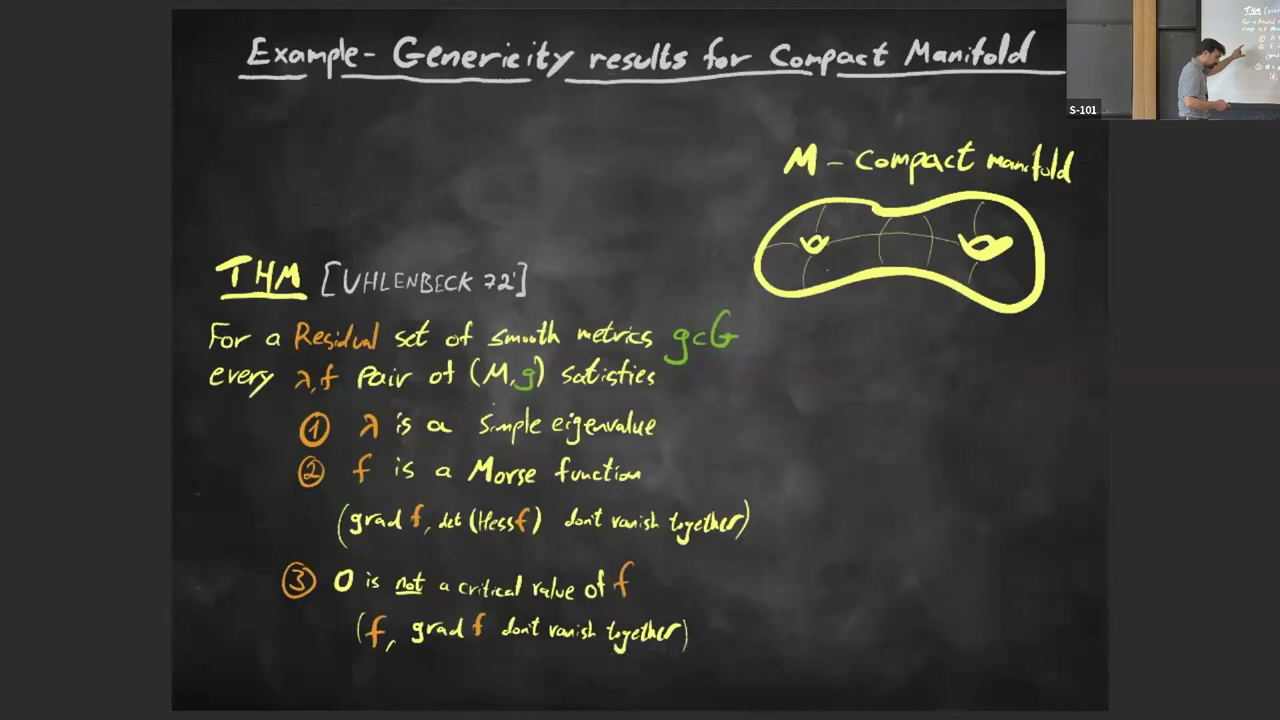 Example - Genericity results for Compact Manifold
M - compact manifold
THM [UHLENBECK 72']
For a Residual set of smooth metrics g⊂G
every λ,f pair of (M,g) satisfies
① λ is a simple eigenvalue
② f is a Morse function
(grad f, det (Hess f) don't vanish together)
③ 0 is not a critical value of f
(f, grad f don't vanish together)
S-101